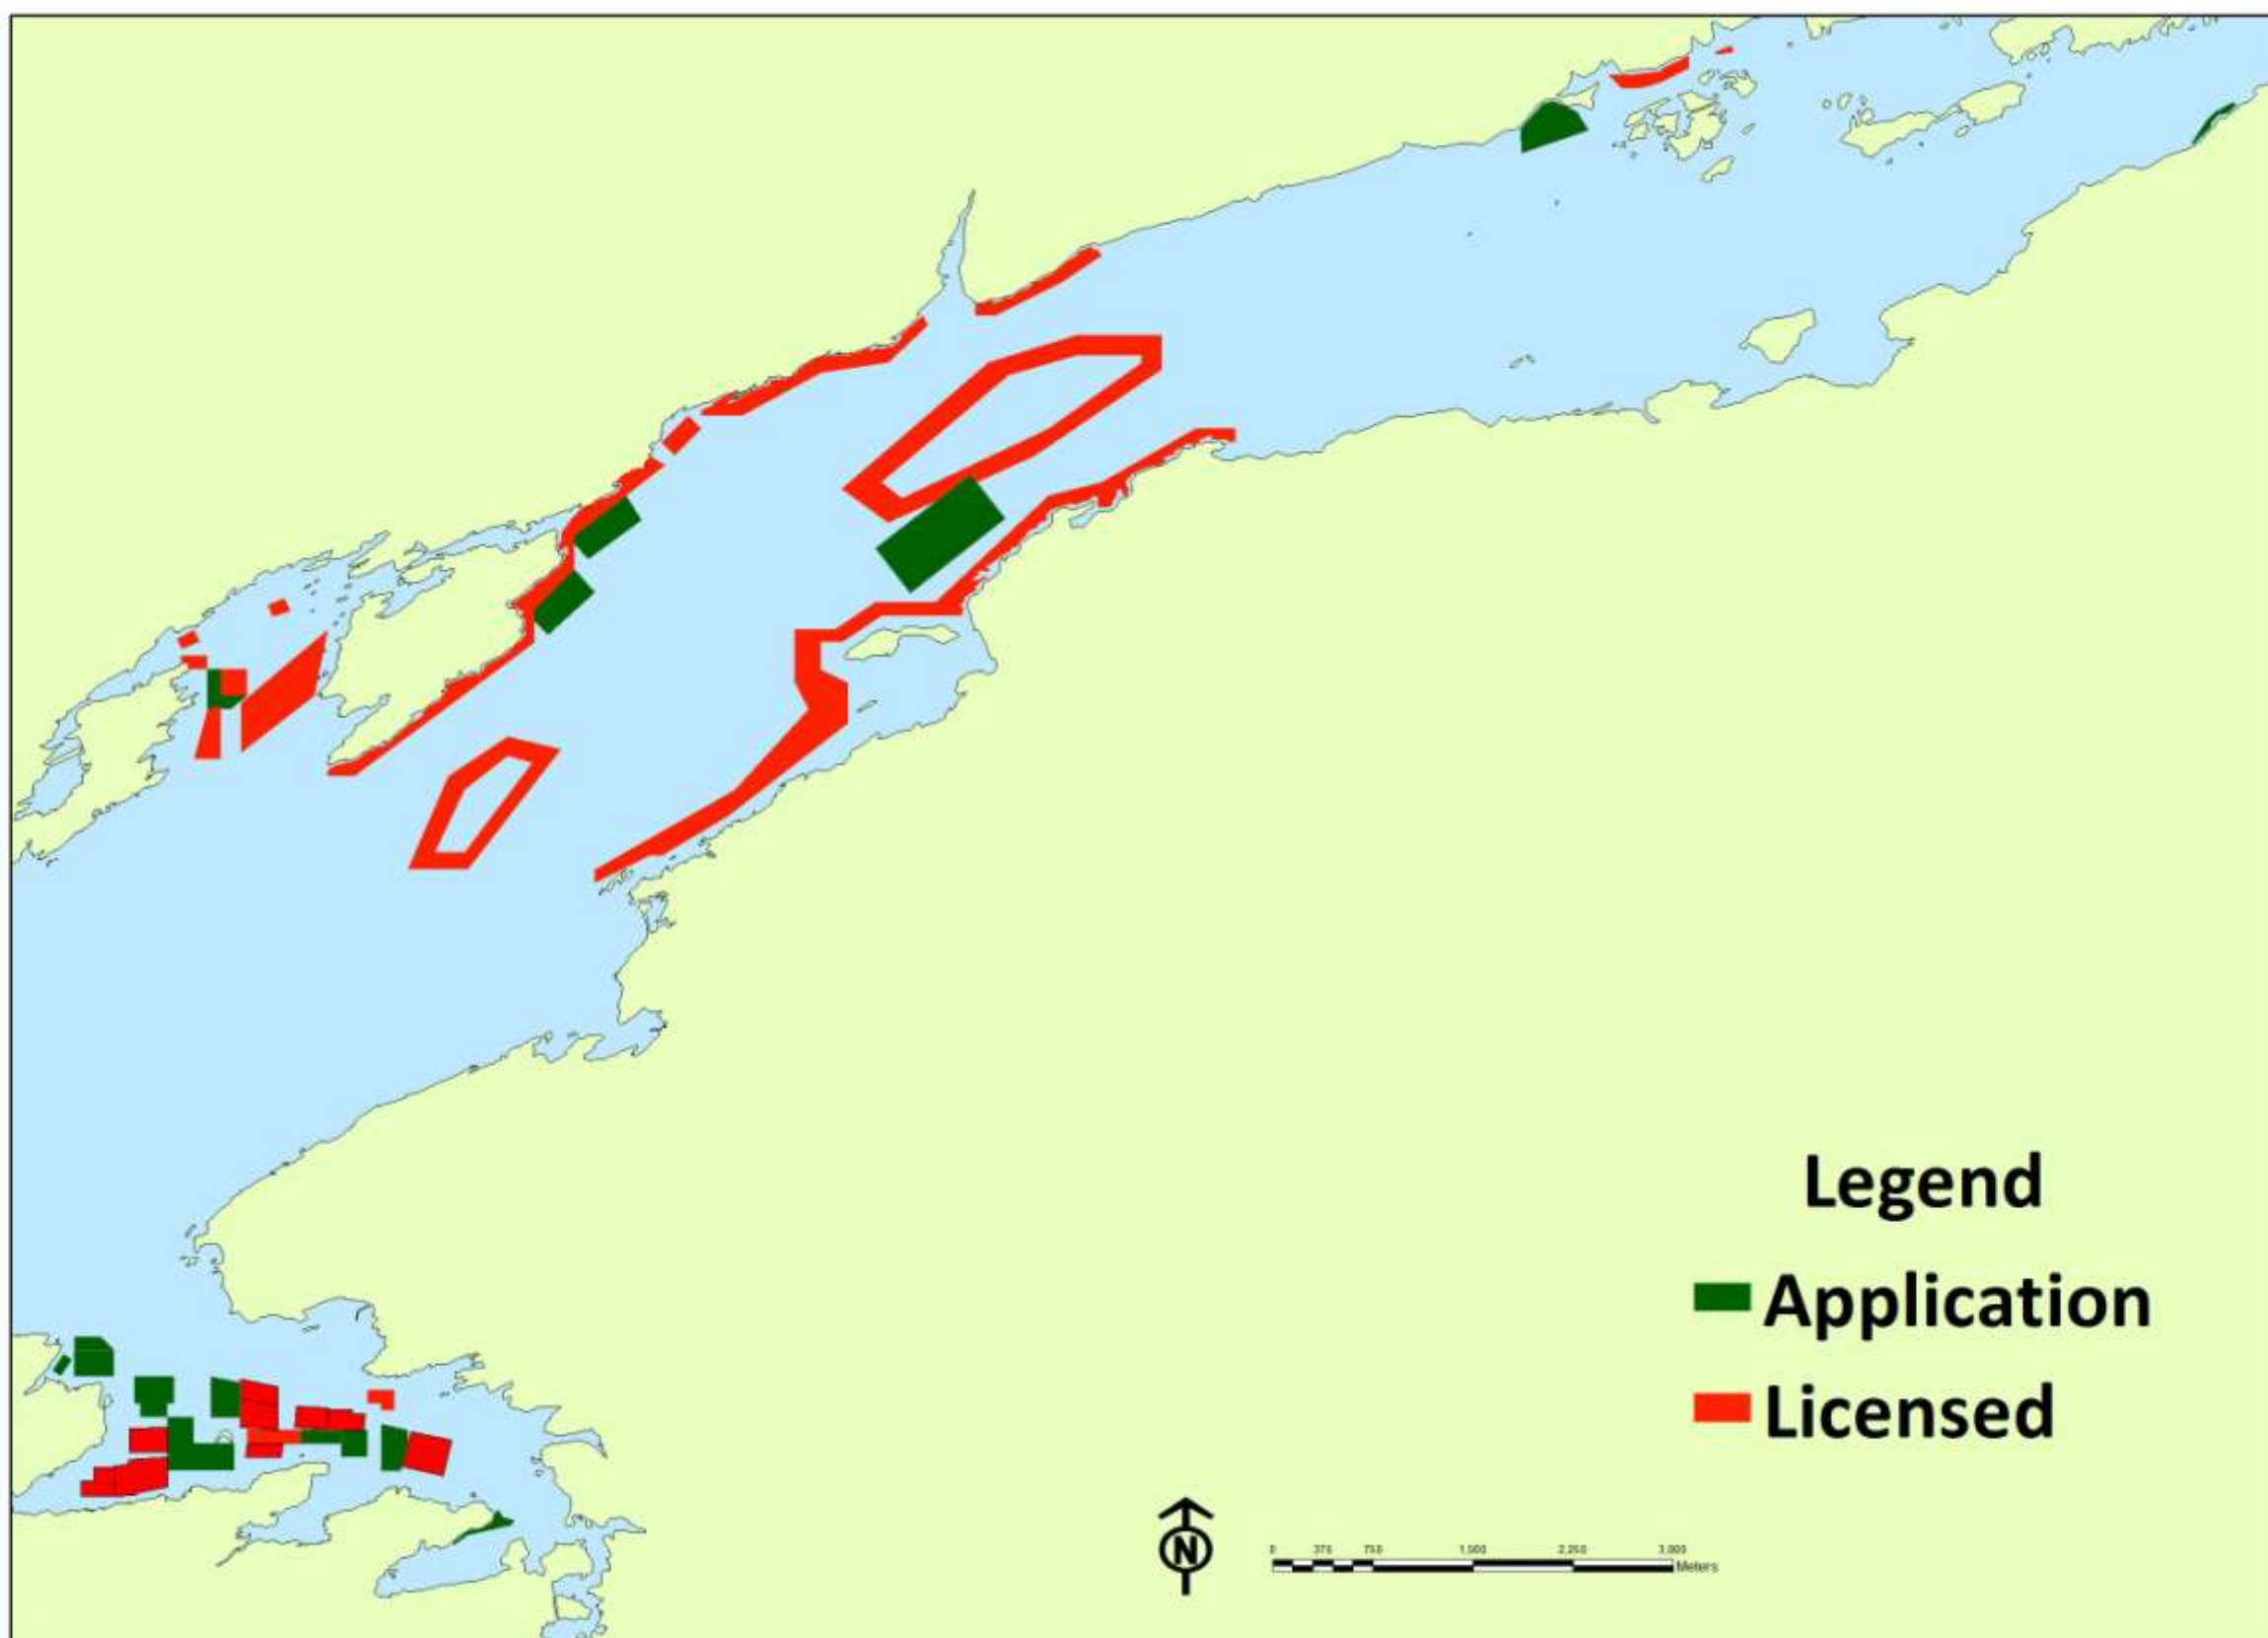 Legend
Application
Licensed
N
0 375 750 1,500 2,250 3,000
Meters